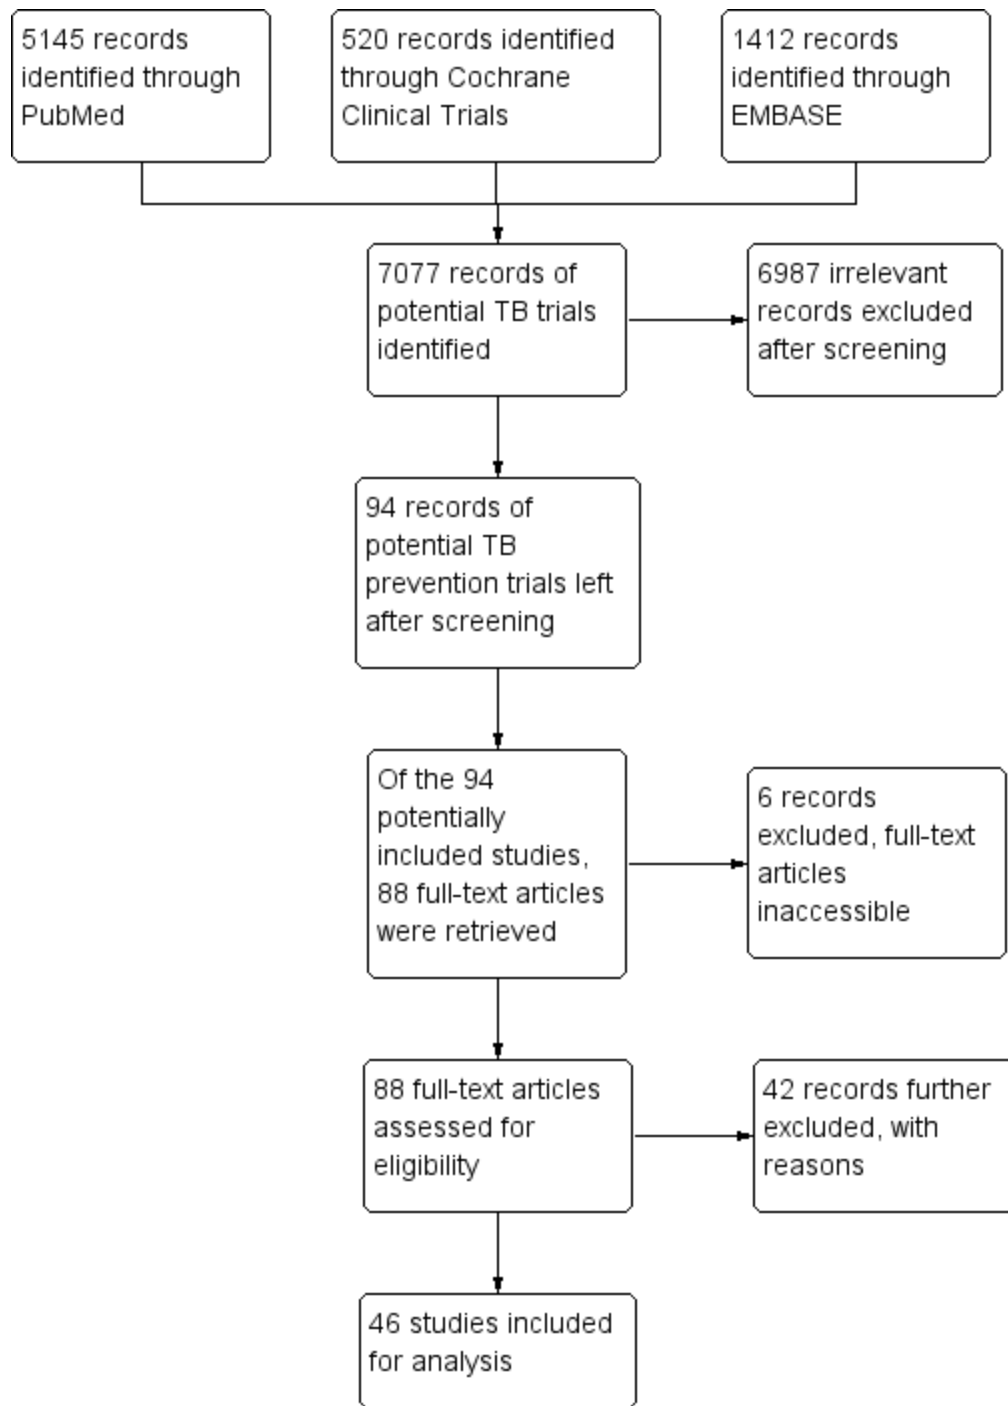 5145 records
identified through
PubMed
520 records identified
through Cochrane
Clinical Trials
1412 records
identified through
EMBASE
7077 records of
potential TB trials
identified
6987 irrelevant
records excluded
after screening
94 records of
potential TB
prevention trials left
after screening
Of the 94
potentially
included studies,
88 full-text articles
were retrieved
6 records
excluded, full-text
articles
inaccessible
88 full-text articles
assessed for
eligibility
42 records further
excluded, with
reasons
46 studies included
for analysis